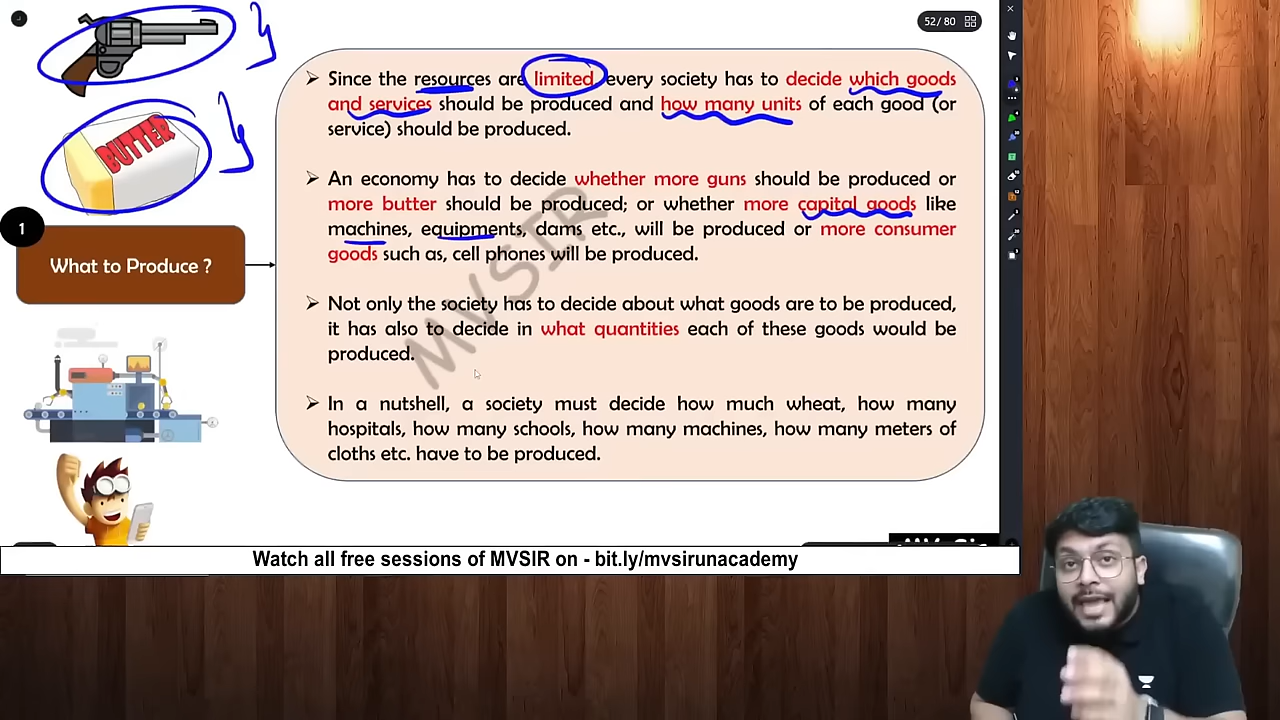 52/ 80
BUTTER
1
What to Produce ?
➢ Since the resources are limited every society has to decide which goods
and services should be produced and how many units of each good (or
service) should be produced.
➢ An economy has to decide whether more guns should be produced or
more butter should be produced; or whether more capital goods like
machines, equipments, dams etc., will be produced or more consumer
goods such as, cell phones will be produced.
➢ Not only the society has to decide about what goods are to be produced,
it has also to decide in what quantities each of these goods would be
produced.
➢ In a nutshell, a society must decide how much wheat, how many
hospitals, how many schools, how many machines, how many meters of
cloths etc. have to be produced.
MVSIR
Watch all free sessions of MVSIR on - bit.ly/mvsirunacademy